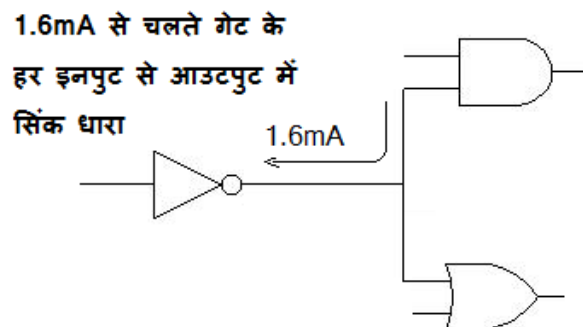 1.6mA से चलते गेट के
हर इनपुट से आउटपुट में
सिंक धारा
1.6mA